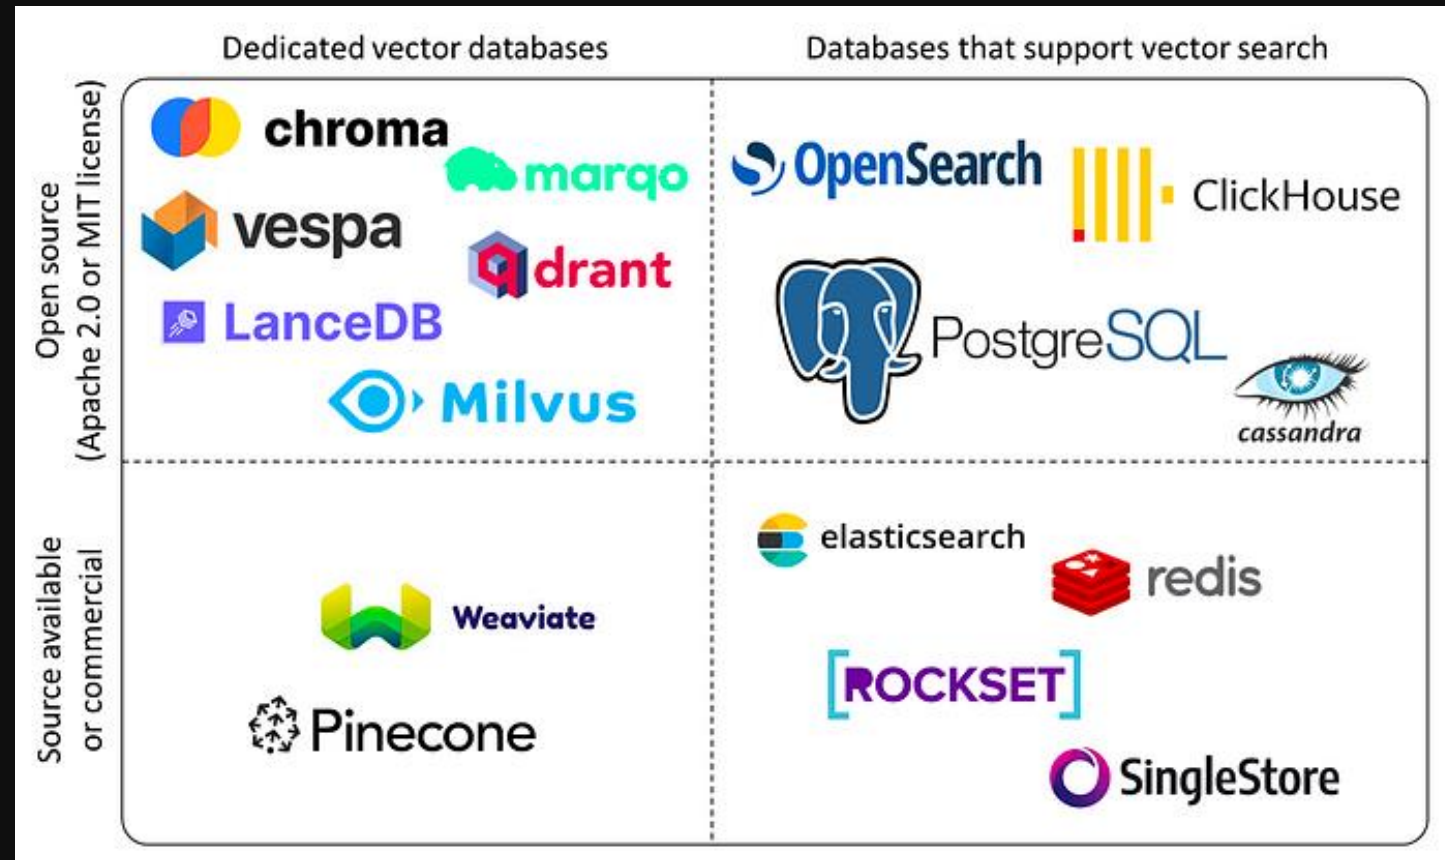 Dedicated vector databases
Databases that support vector search
Open source
(Apache 2.0 or MIT license)
chroma
marqo
vespa
qdrant
LanceDB
Milvus
OpenSearch
ClickHouse
PostgreSQL
cassandra
Source available
or commercial
Weaviate
Pinecone
elasticsearch
redis
[ROCKSET]
SingleStore